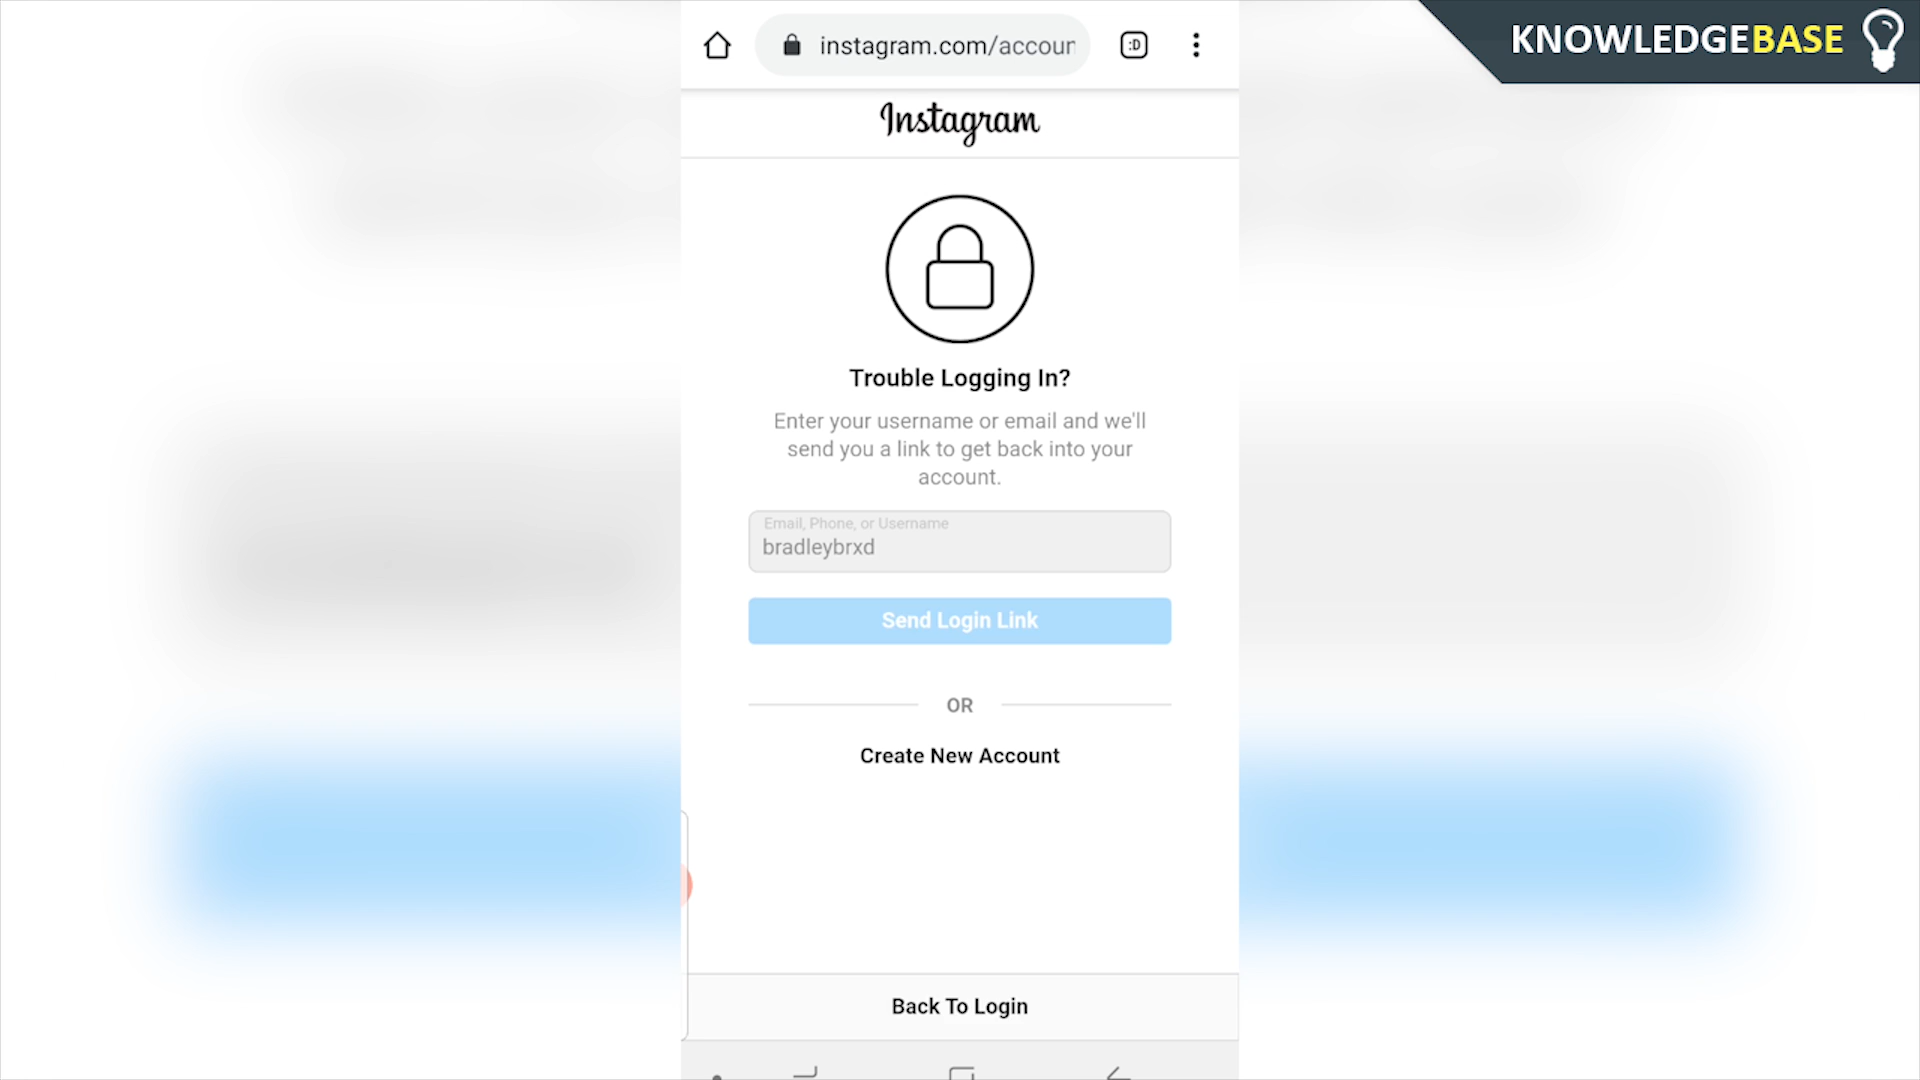 KNOWLEDGEBASE
instagram.com/accour
:D
Instagram
Trouble Logging In?
Enter your username or email and we'll
send you a link to get back into your
account.
Email, Phone, or Username
bradleybrxd
Send Login Link
OR
Create New Account
Back To Login